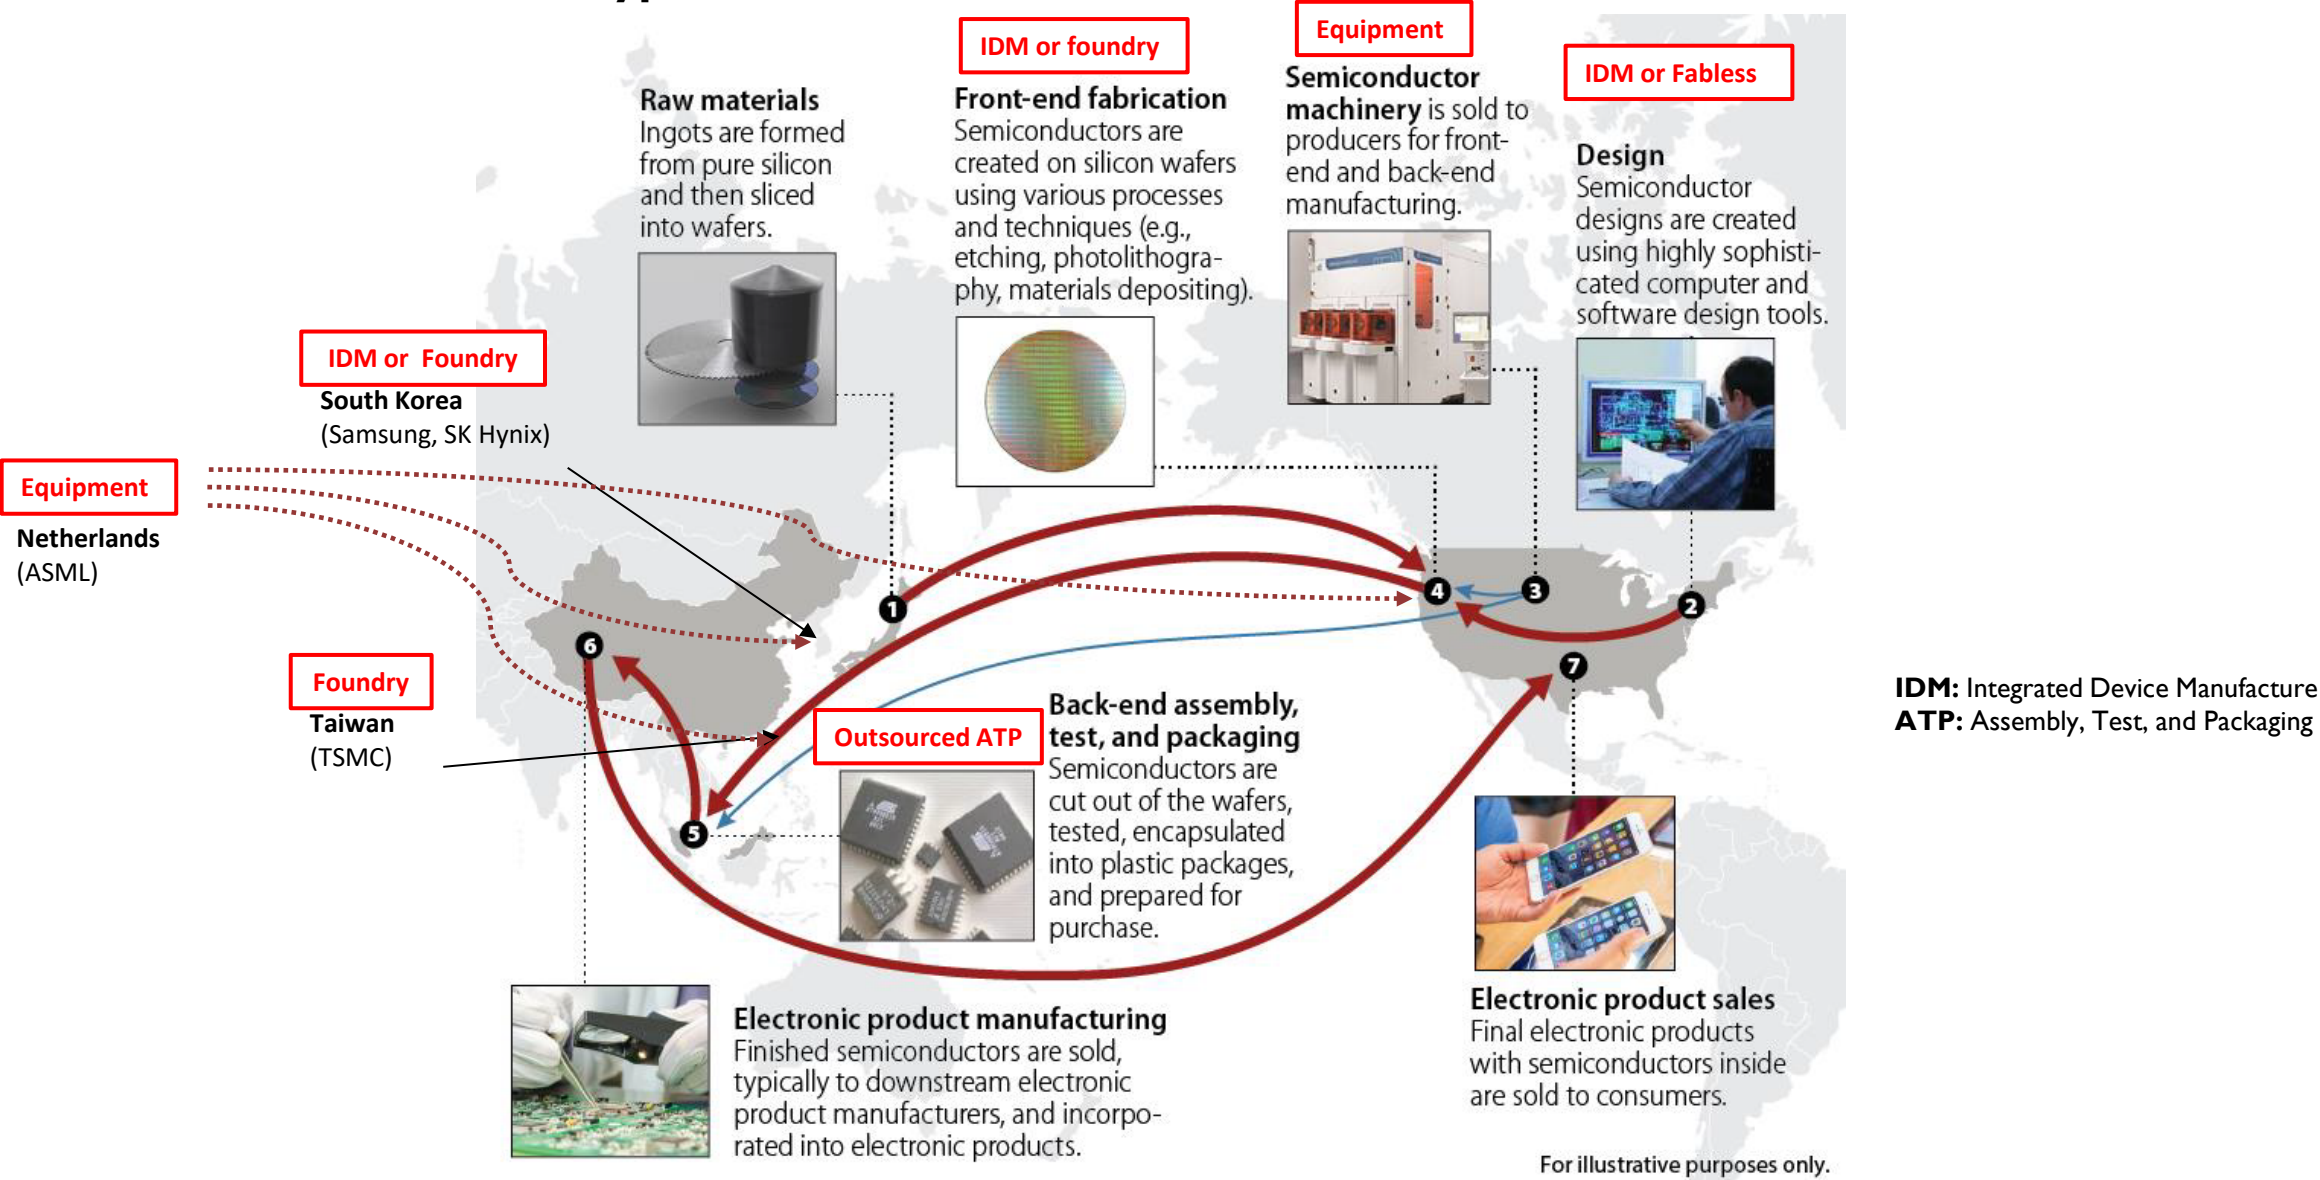 IDM or foundry
Equipment
IDM or Fabless
Raw materials
Ingots are formed
from pure silicon
and then sliced
into wafers.
Front-end fabrication
Semiconductors are
created on silicon wafers
using various processes
and techniques (e.g.,
etching, photolithogra-
phy, materials depositing).
Semiconductor
machinery is sold to
producers for front-
end and back-end
manufacturing.
Design
Semiconductor
designs are created
using highly sophisti-
cated computer and
software design tools.
IDM or Foundry
South Korea
(Samsung, SK Hynix)
Equipment
Netherlands
(ASML)
Foundry
Taiwan
(TSMC)
1
4
3
2
6
7
5
Outsourced ATP
Back-end assembly,
test, and packaging
Semiconductors are
cut out of the wafers,
tested, encapsulated
into plastic packages,
and prepared for
purchase.
IDM: Integrated Device Manufacture
ATP: Assembly, Test, and Packaging
Electronic product manufacturing
Finished semiconductors are sold,
typically to downstream electronic
product manufacturers, and incorpo-
rated into electronic products.
Electronic product sales
Final electronic products
with semiconductors inside
are sold to consumers.
For illustrative purposes only.